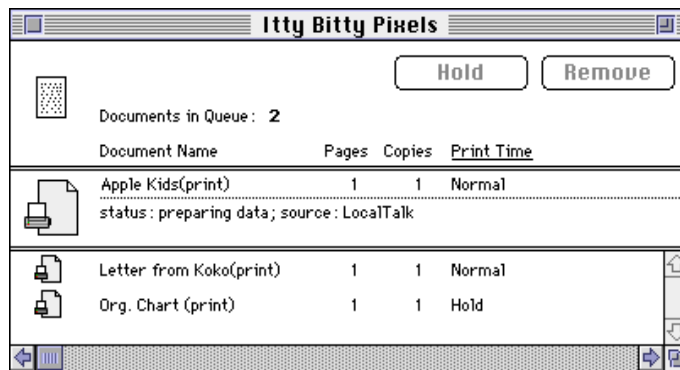 Itty Bitty Pixels
Hold Remove
Documents in Queue: 2
Document Name Pages Copies Print Time
Apple Kids(print) 1 1 Normal
status: preparing data; source: LocalTalk
Letter from Koko(print) 1 1 Normal
Org. Chart (print) 1 1 Hold